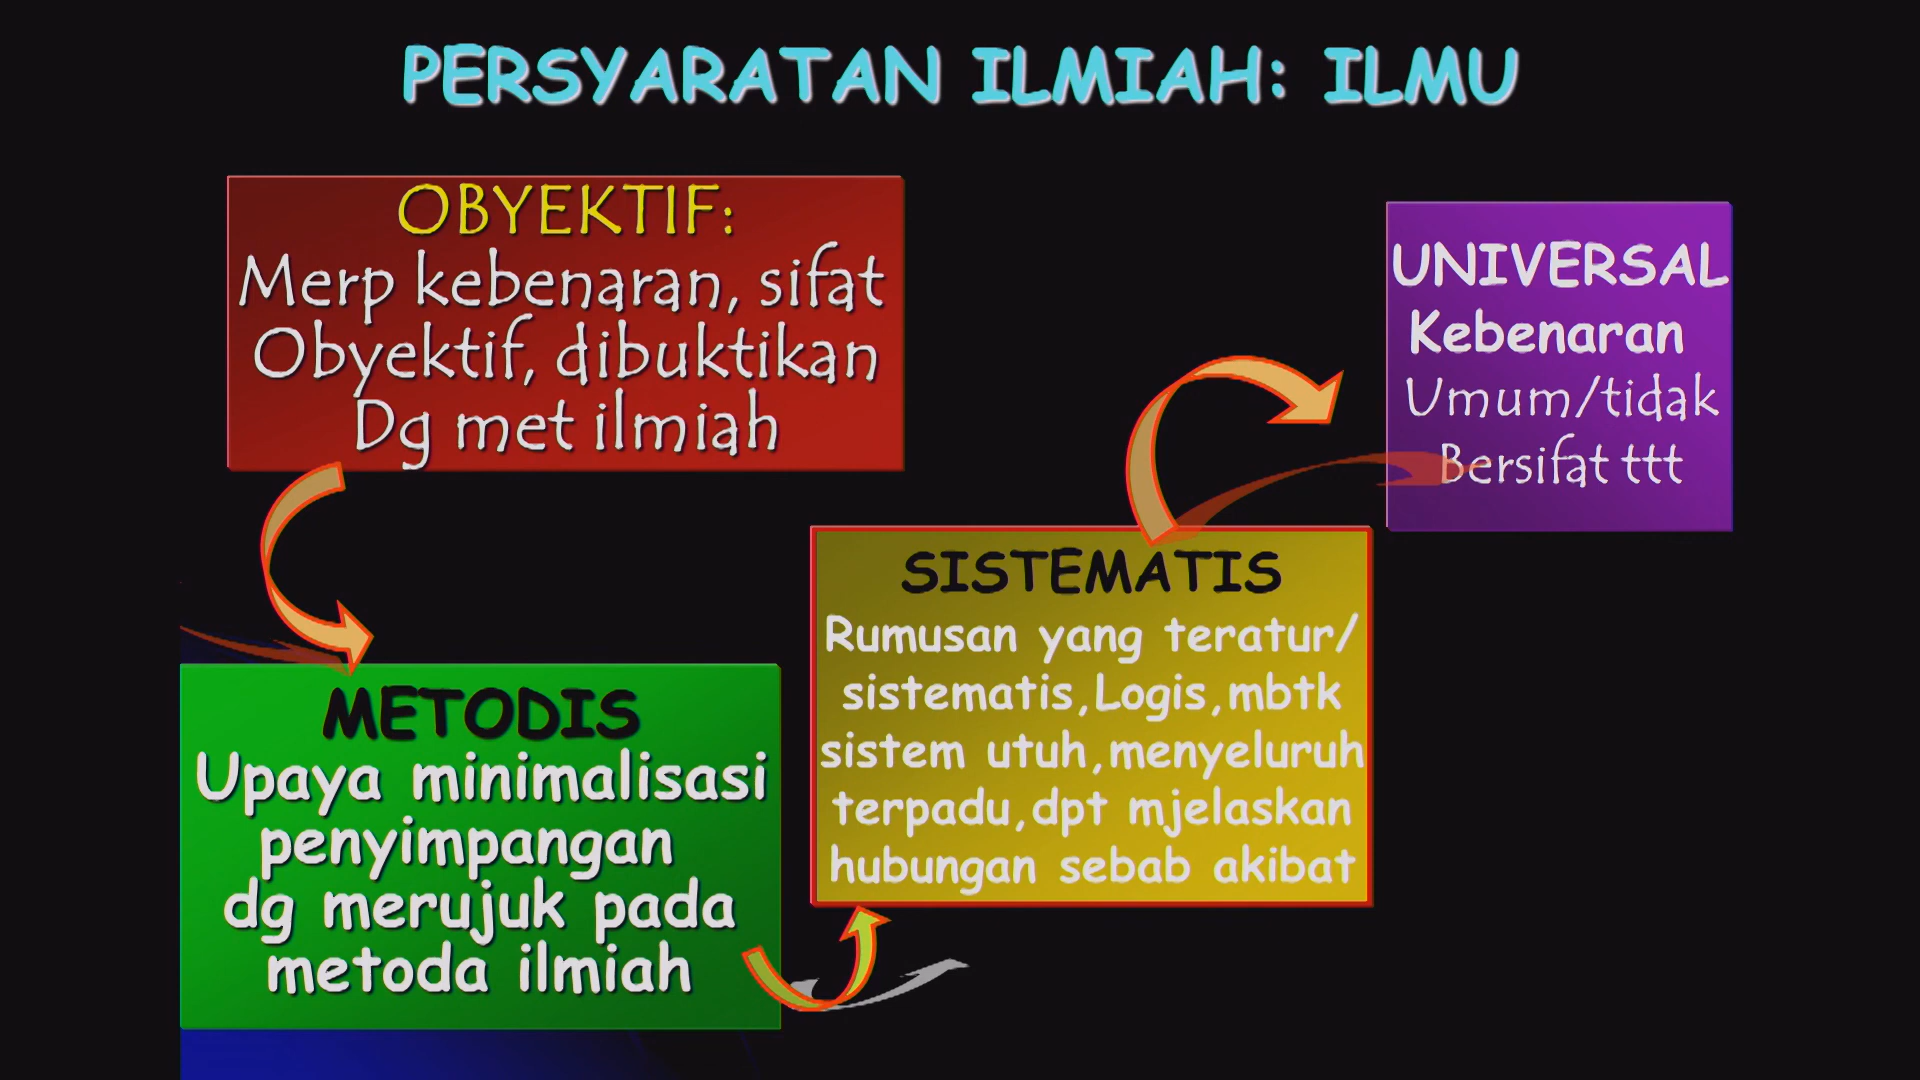 PERSYARATAN ILMIAH: ILMU
OBYEKTIF:
Merp kebenaran, sifat
Obyektif, dibuktikan
Dg met ilmiah
METODIS
Upaya minimalisasi
penyimpangan
dg merujuk pada
metoda ilmiah
SISTEMATIS
Rumusan yang teratur/
sistematis,Logis,mbtk
sistem utuh,menyeluruh
terpadu,dpt mjelaskan
hubungan sebab akibat
UNIVERSAL
Kebenaran
Umum/tidak
Bersifat ttt